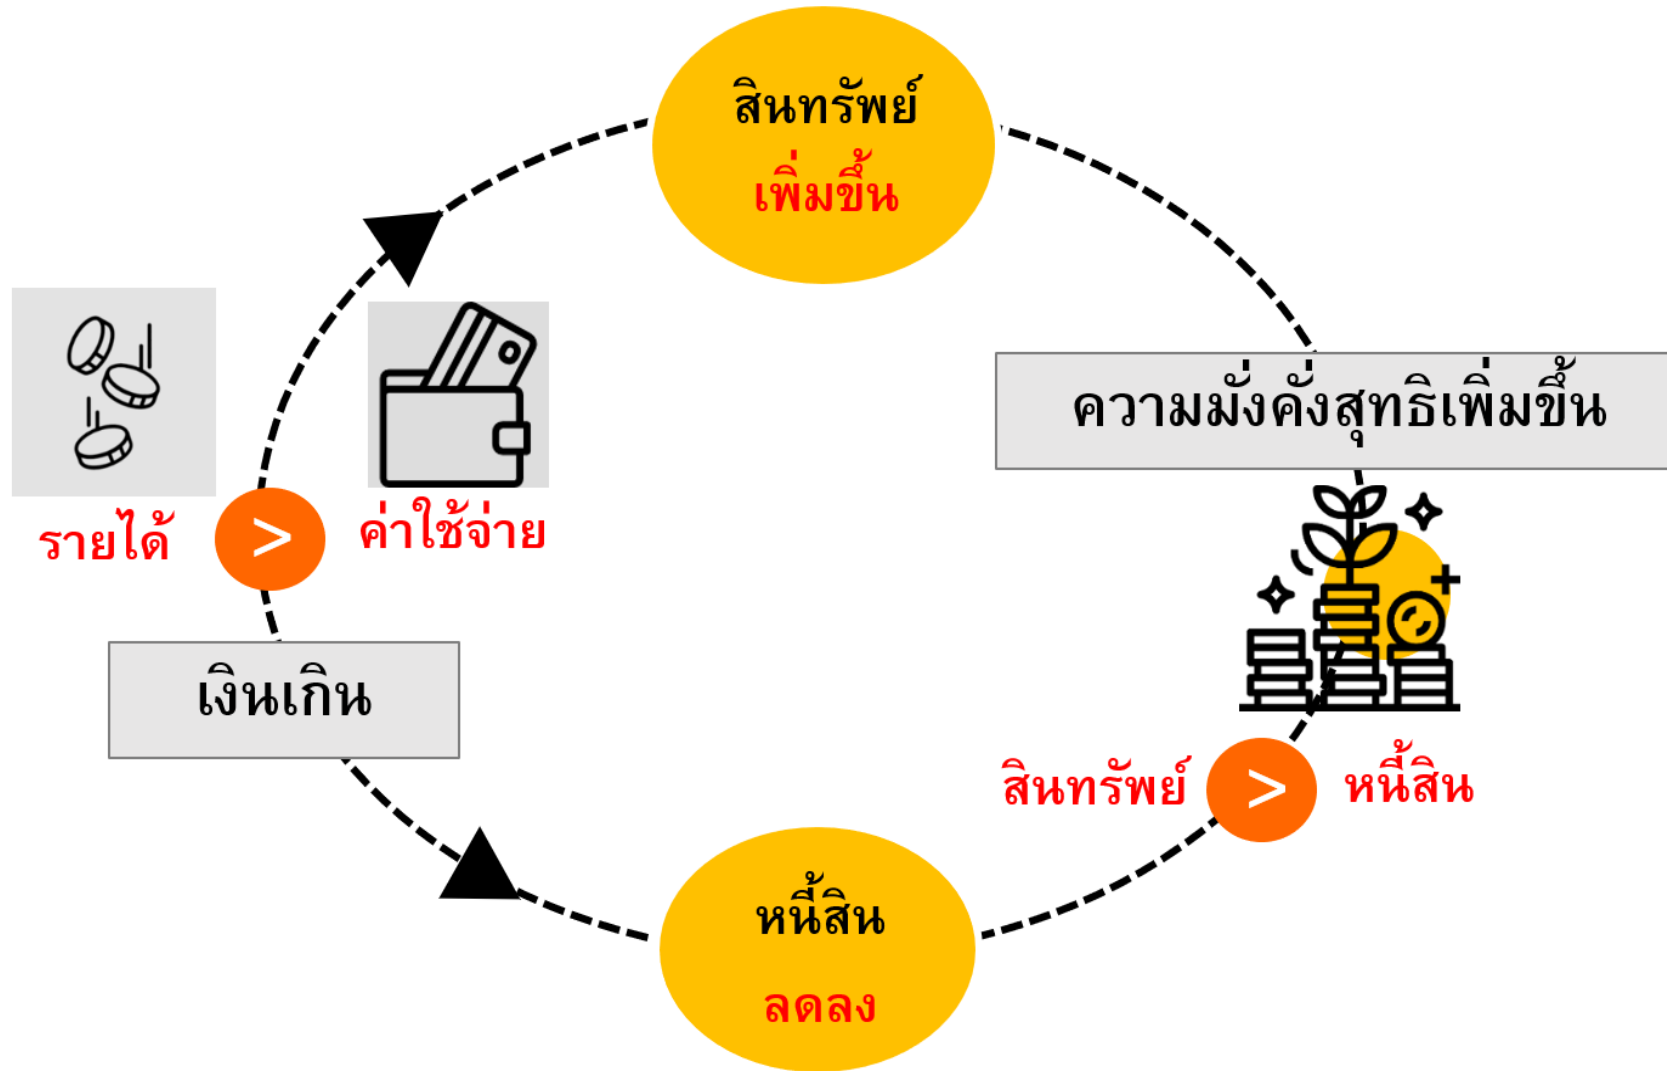 สินทรัพย์
เพิ่มขึ้น
ความมั่งคั่งสุทธิเพิ่มขึ้น
รายได้
>
ค่าใช้จ่าย
เงินเกิน
สินทรัพย์
>
หนี้สิน
หนี้สิน
ลดลง